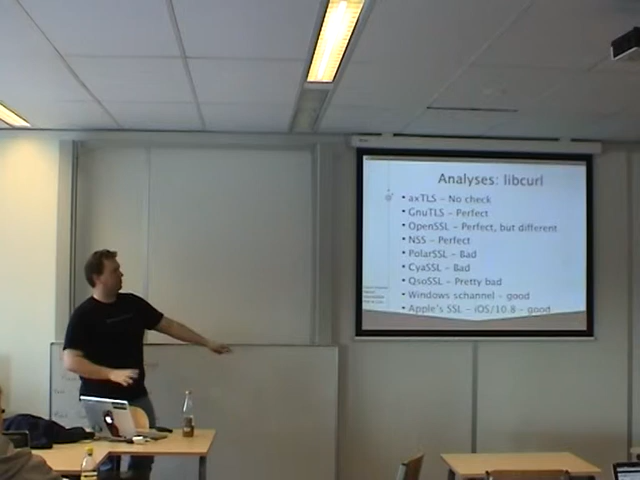 Analyses: libcurl
• axTLS – No check
• GnuTLS – Perfect
• OpenSSL – Perfect, but different
• NSS – Perfect
• PolarSSL – Bad
• CyaSSL – Bad
• QsoSSL – Pretty bad
• Windows schannel – good
• Apple's SSL – iOS/10.8 – good